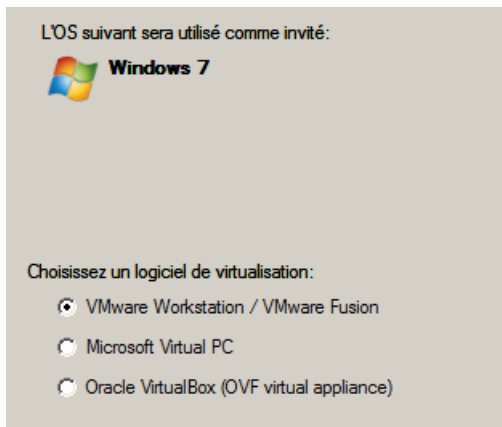 L'OS suivant sera utilisé comme invité:
Windows 7
Choisissez un logiciel de virtualisation:
VMware Workstation / VMware Fusion
Microsoft Virtual PC
Oracle VirtualBox (OVF virtual appliance)